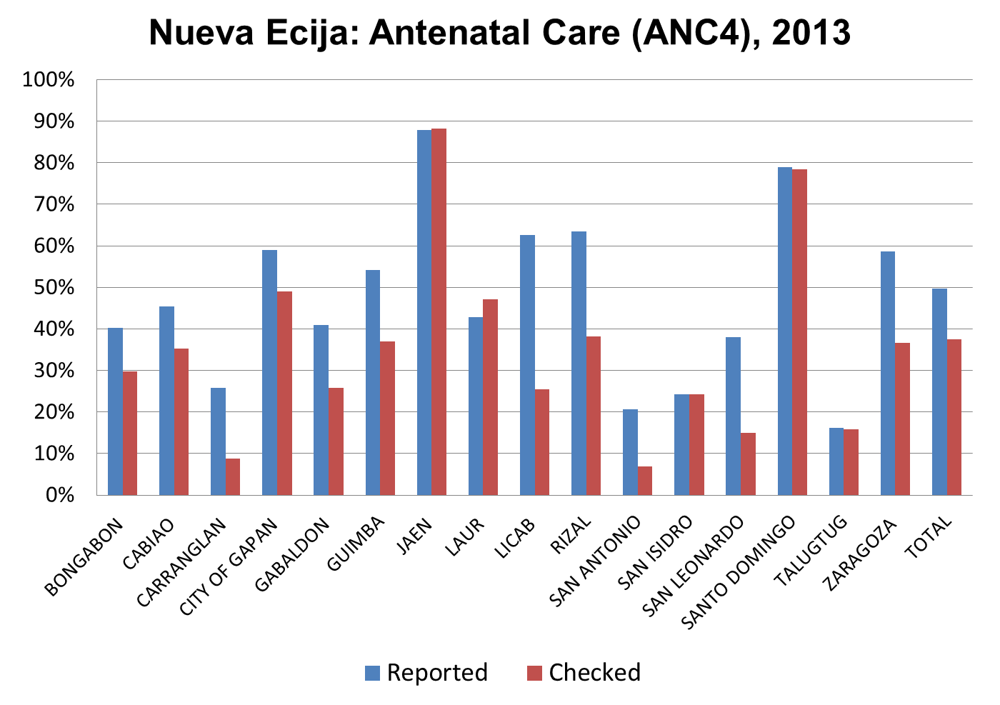 Nueva Ecija: Antenatal Care (ANC4), 2013
100%
90%
80%
70%
60%
50%
40%
30%
20%
10%
0%
BONGABON
CABIAO
CARRANGLAN
CITY OF GAPAN
GABALDON
GUIMBA
JAEN
LAUR
LICAB
RIZAL
SAN ANTONIO
SAN ISIDRO
SAN LEONARDO
SANTO DOMINGO
TALUGTUG
ZARAGOZA
TOTAL
Reported Checked